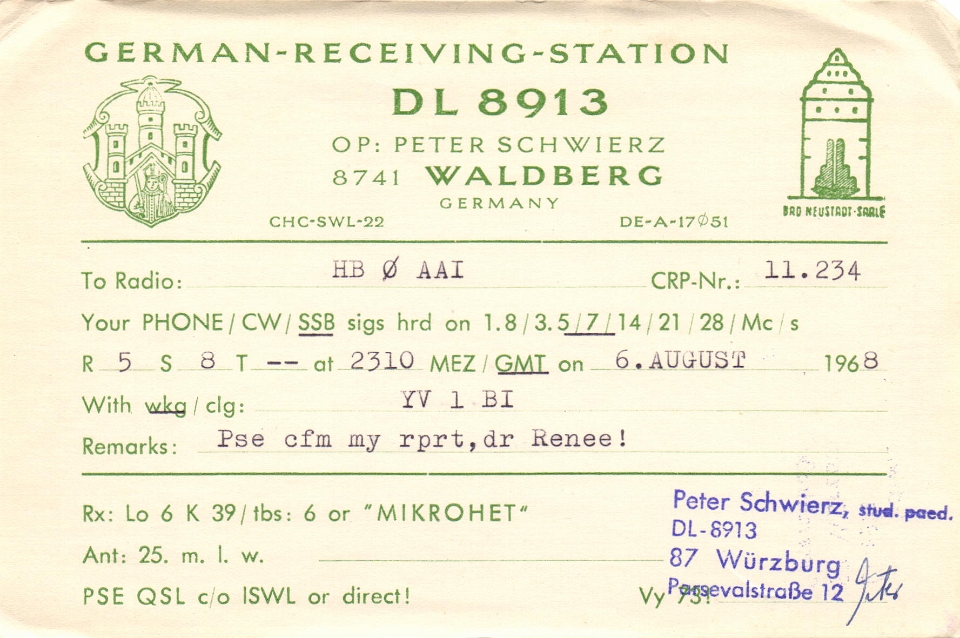 GERMAN-RECEIVING-STATION
DL 8913
OP: PETER SCHWIERZ
8741 WALDBERG
GERMANY
CHC-SWL-22 DE-A-17Ø51
BAD NEUSTADT-SAALE
To Radio: HB Ø AAI CRP-Nr.: 11.234
Your PHONE/CW/SSB sigs hrd on 1.8/3.5/7/14/21/28/Mc/s
R 5 S 8 T -- at 2310 MEZ/GMT on 6.AUGUST 1968
With wkg/clg: YV 1 BI
Remarks: Pse cfm my rprt,dr Renee!
Rx: Lo 6 K 39/tbs: 6 or "MIKROHET"
Ant: 25. m. l. w.
PSE QSL c/o ISWL or direct! Vy 73!
Peter Schwierz, stud. paed.
DL-8913
87 Würzburg
Parsevalstraße 12
Peter